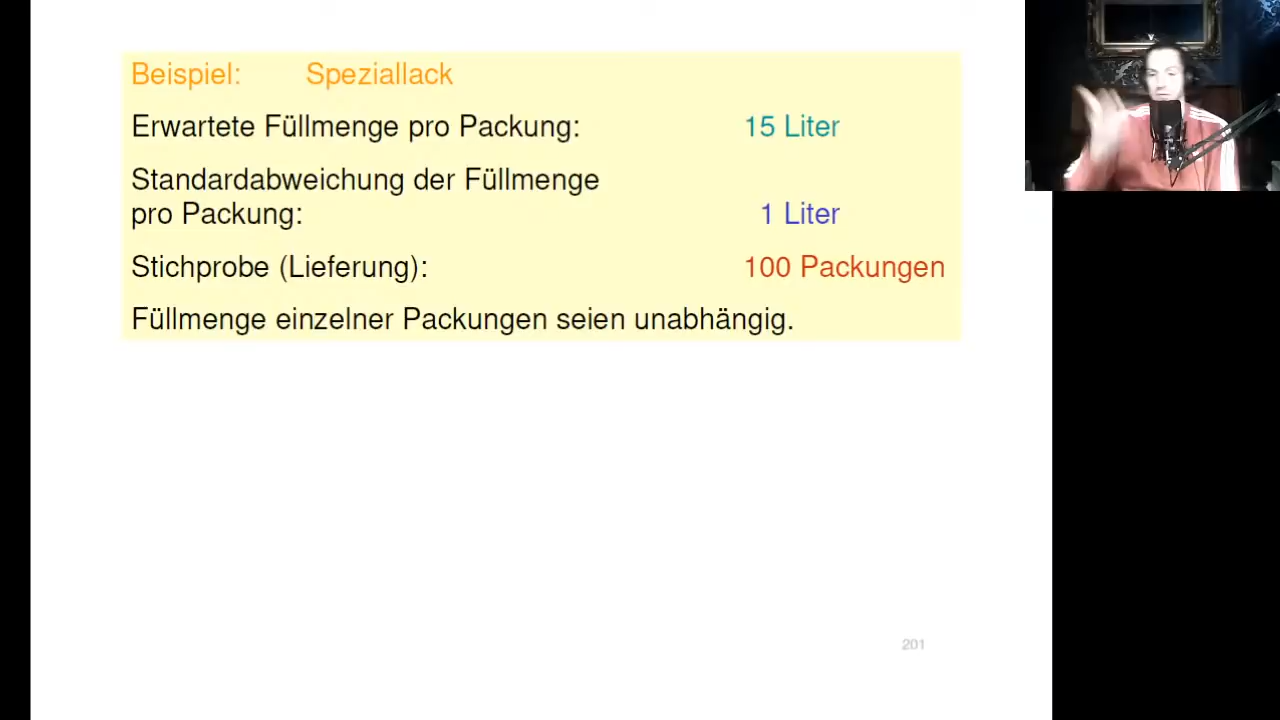 Beispiel: Speziallack
Erwartete Füllmenge pro Packung: 15 Liter
Standardabweichung der Füllmenge
pro Packung: 1 Liter
Stichprobe (Lieferung): 100 Packungen
Füllmenge einzelner Packungen seien unabhängig.
201